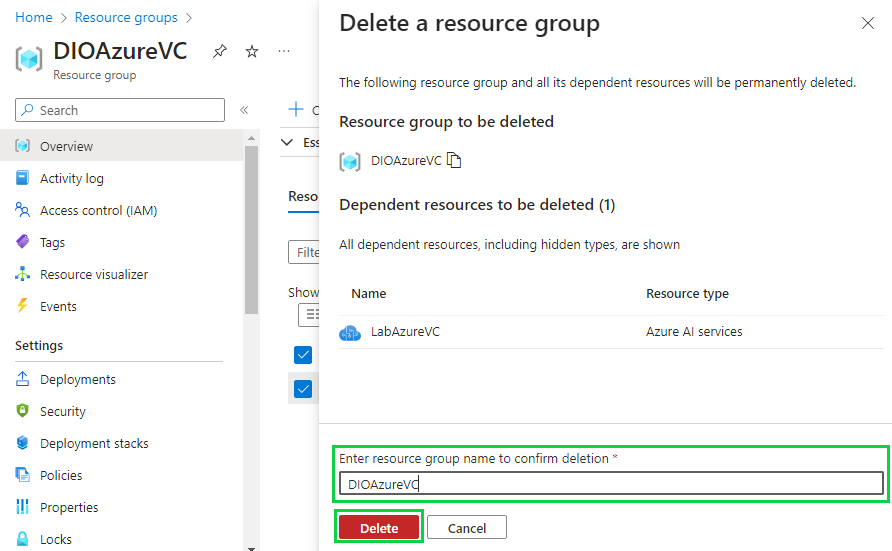 Home > Resource groups >
DIOAzureVC
Resource group
Search
Overview
Activity log
Access control (IAM)
Tags
Resource visualizer
Events
Settings
Deployments
Security
Deployment stacks
Policies
Properties
Locks
Delete a resource group
The following resource group and all its dependent resources will be permanently deleted.
Resource group to be deleted
DIOAzureVC
Dependent resources to be deleted (1)
All dependent resources, including hidden types, are shown
Name Resource type
LabAzureVC Azure AI services
Enter resource group name to confirm deletion *
DIOAzureVC
Delete Cancel